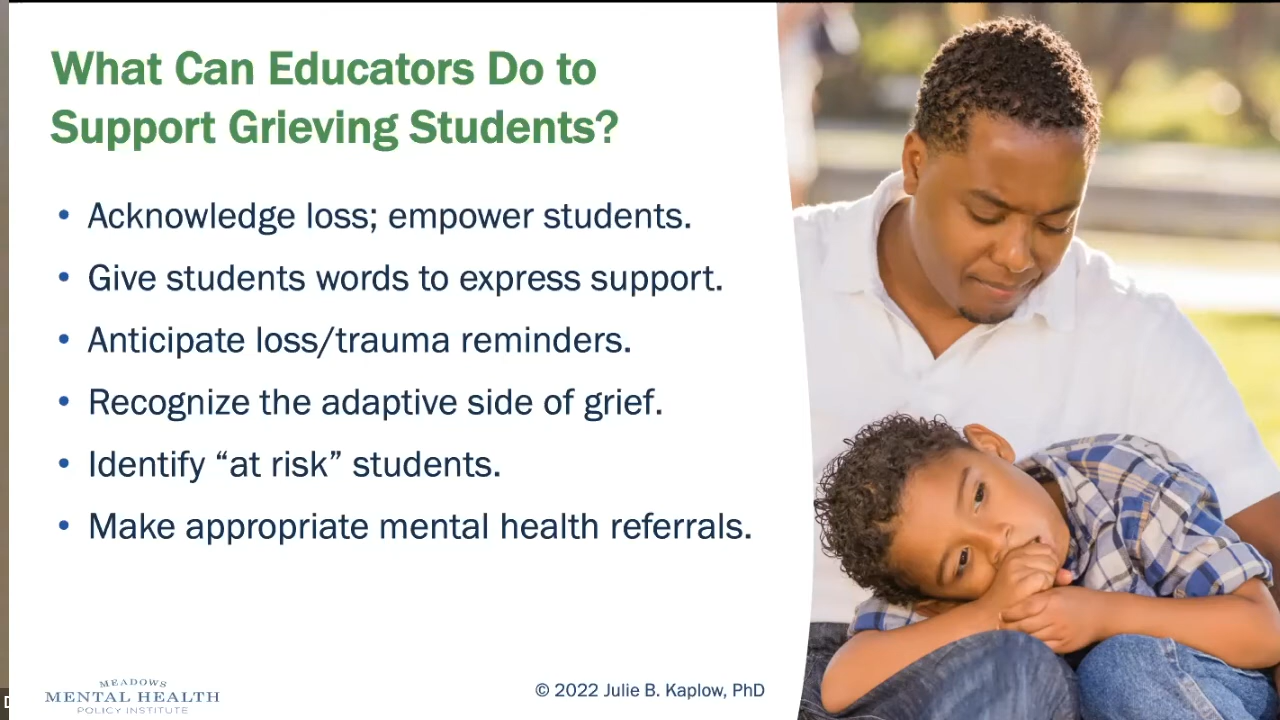 What Can Educators Do to
Support Grieving Students?
• Acknowledge loss; empower students.
• Give students words to express support.
• Anticipate loss/trauma reminders.
• Recognize the adaptive side of grief.
• Identify “at risk” students.
• Make appropriate mental health referrals.
MEADOWS
MENTAL HEALTH
POLICY INSTITUTE
© 2022 Julie B. Kaplow, PhD